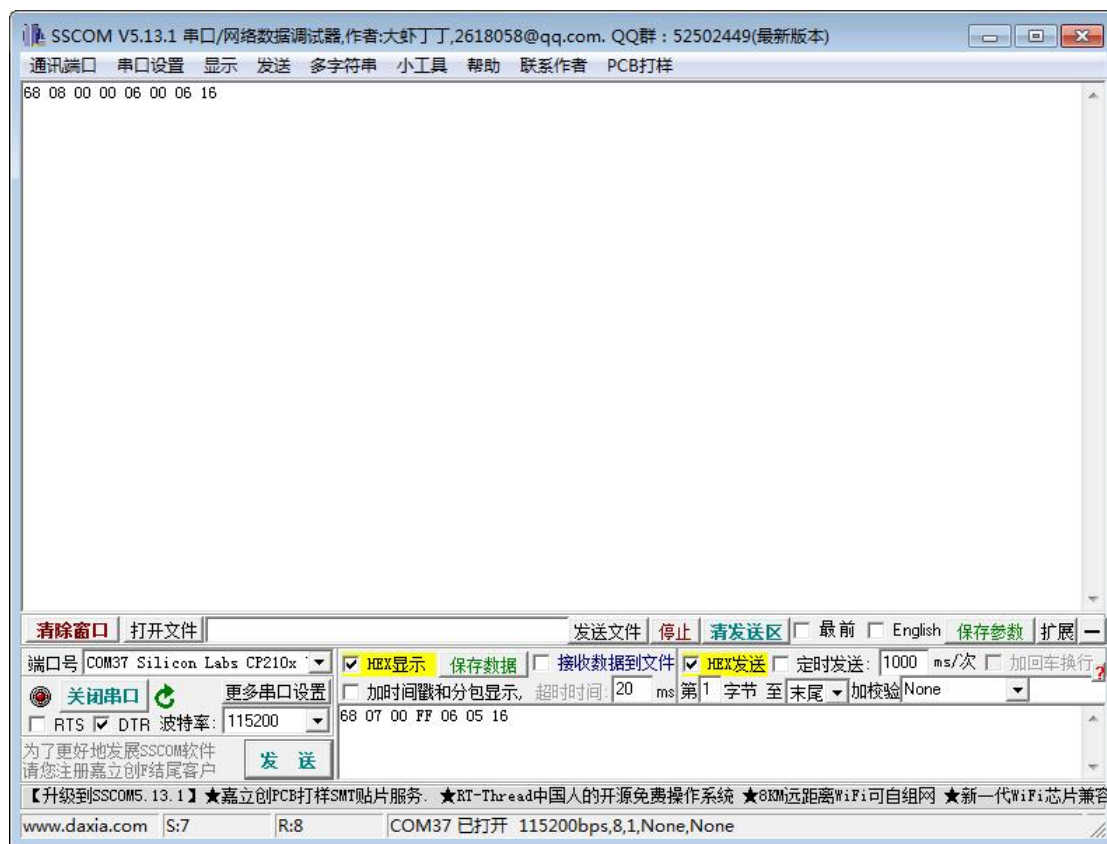 SSCOM V5.13.1 串口/网络数据调试器,作者:大虾丁丁,2618058@qq.com. QQ群：52502449(最新版本)
通讯端口 串口设置 显示 发送 多字符串 小工具 帮助 联系作者 PCB打样
68 08 00 00 06 00 06 16
清除窗口 打开文件 发送文件 停止 清发送区 最前 English 保存参数 扩展 —
端口号 COM37 Silicon Labs CP210x HEX显示 保存数据 接收数据到文件 HEX发送 定时发送: 1000 ms/次 加回车换行 ?
关闭串口 更多串口设置 加时间戳和分包显示, 超时时间: 20 ms 第1 字节 至 末尾 加校验 None
RTS DTR 波特率: 115200 68 07 00 FF 06 05 16
为了更好地发展SSCOM软件
请您注册嘉立创F结尾客户
发 送
【升级到SSCOM5.13.1】★嘉立创PCB打样SMT贴片服务. ★RT-Thread中国人的开源免费操作系统 ★8KM远距离WiFi可自组网 ★新一代WiFi芯片兼容
www.daxia.com S:7 R:8 COM37 已打开 115200bps,8,1,None,None